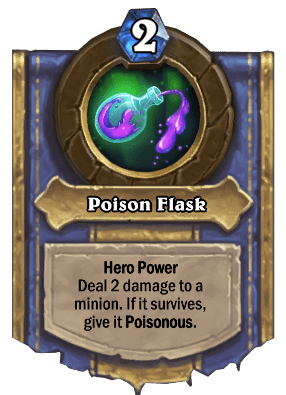 2
Poison Flask
Hero Power
Deal 2 damage to a
minion. If it survives,
give it Poisonous.